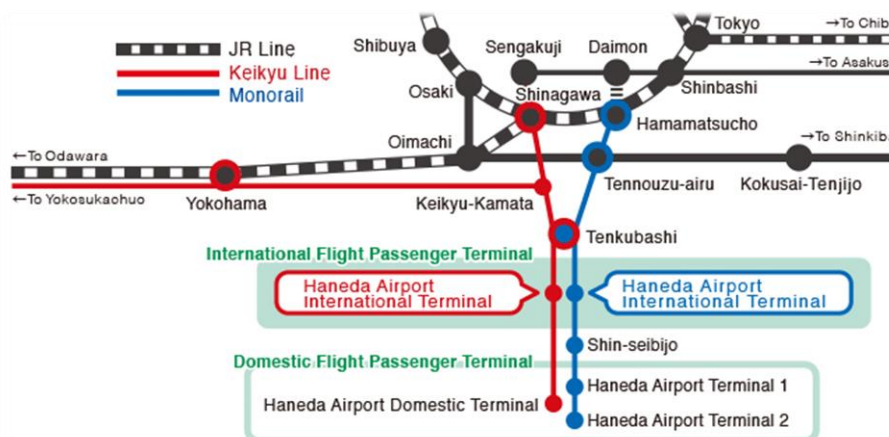 JR Line
Keikyu Line
Monorail
Tokyo
→To Chib
Shibuya
Sengakuji
Daimon
→To Asakus
Osaki
Shinagawa
Shinbashi
Oimachi
Hamamatsucho
←To Odawara
→To Shinkiba
Yokohama
Keikyu-Kamata
Tennouzu-airu
Kokusai-Tenjijo
←To Yokosukaohuo
Tenkubashi
International Flight Passenger Terminal
Haneda Airport
International Terminal
Haneda Airport
International Terminal
Shin-seibijo
Domestic Flight Passenger Terminal
Haneda Airport Terminal 1
Haneda Airport Domestic Terminal
Haneda Airport Terminal 2